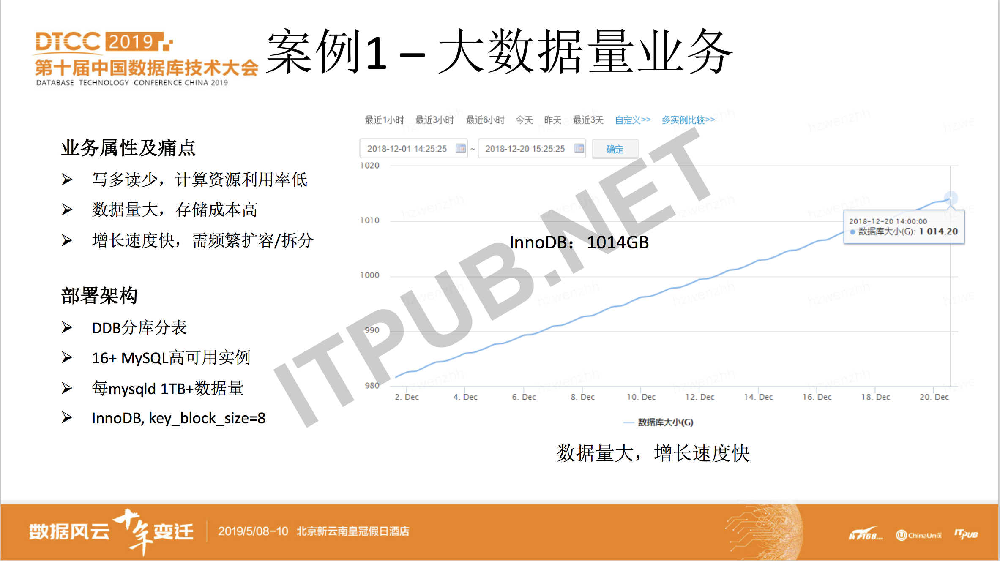 DTCC 2019
第十届中国数据库技术大会
DATABASE TECHNOLOGY CONFERENCE CHINA 2019
案例1 – 大数据量业务
业务属性及痛点
➢ 写多读少，计算资源利用率低
➢ 数据量大，存储成本高
➢ 增长速度快，需频繁扩容/拆分
部署架构
➢ DDB分库分表
➢ 16+ MySQL高可用实例
➢ 每mysqld 1TB+数据量
➢ InnoDB, key_block_size=8
最近1小时 最近3小时 最近6小时 今天 昨天 最近3天 自定义>> 多实例比较>>
2018-12-01 14:25:25 ~ 2018-12-20 15:25:25 确定
1020
1010
1000
990
980
InnoDB：1014GB
2018-12-20 14:00:00
数据库大小(G): 1 014.20
2. Dec 4. Dec 6. Dec 8. Dec 10. Dec 12. Dec 14. Dec 16. Dec 18. Dec 20. Dec
数据库大小(G)
数据量大，增长速度快
ITPUB.NET
hzwenzhh
数据风云十年变迁
2019/5/08-10 北京新云南皇冠假日酒店
IT168.com ChinaUnix ITPUB